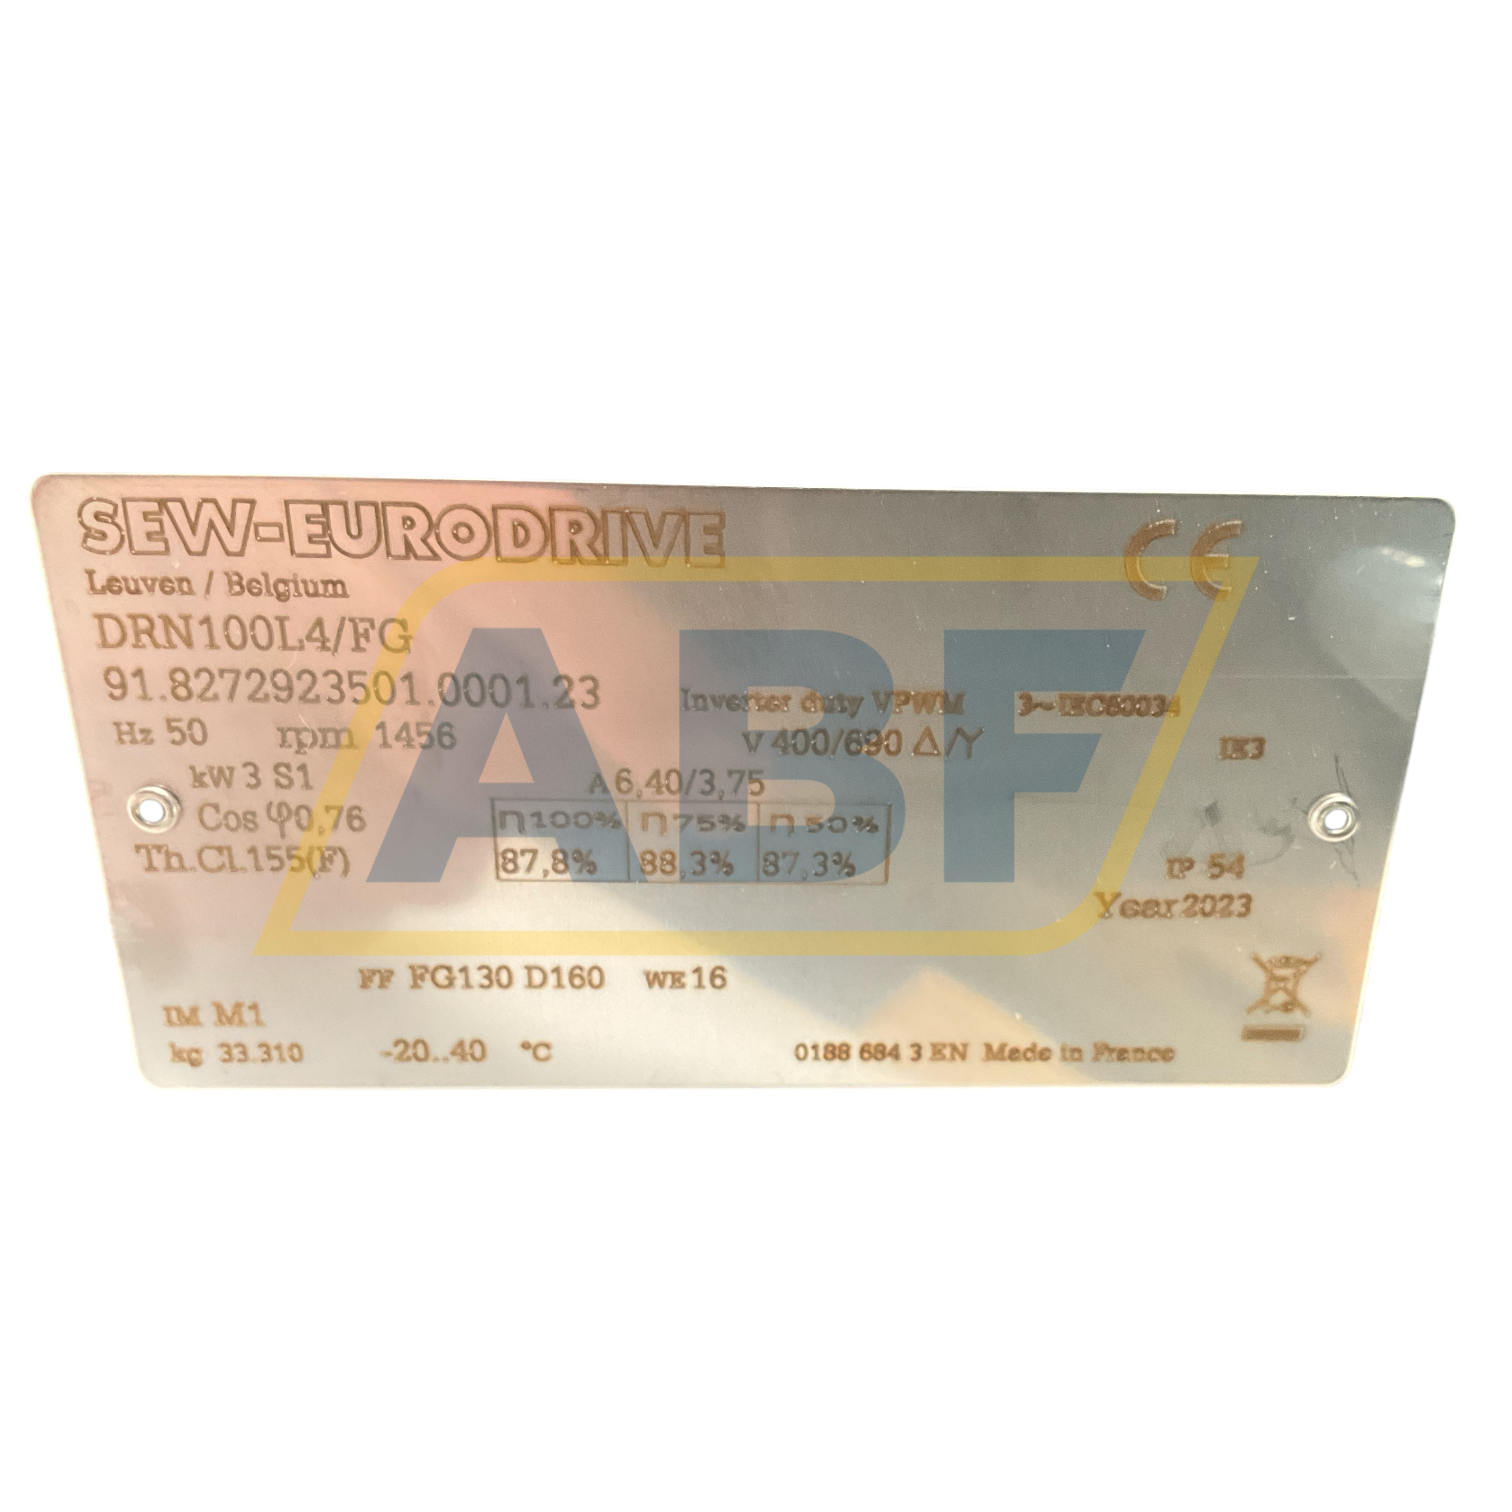 SEW-EURODRIVE
CE
Leuven / Belgium
DRN100L4/FG
91.8272923501.0001.23 Inverter duty VPWM 3~IEC60034
Hz 50 rpm 1456 V 400/690 Δ/Y IE3
kW 3 S1 A 6,40/3,75
Cos φ0,76 η100% η75% η50%
Th.Cl.155(F) 87,8% 88,3% 87,3% IP 54
Year 2023
FF FG130 D160 WE 16
IM M1
kg 33.310 -20..40 °C 0188 684 3 EN Made in France
ABF